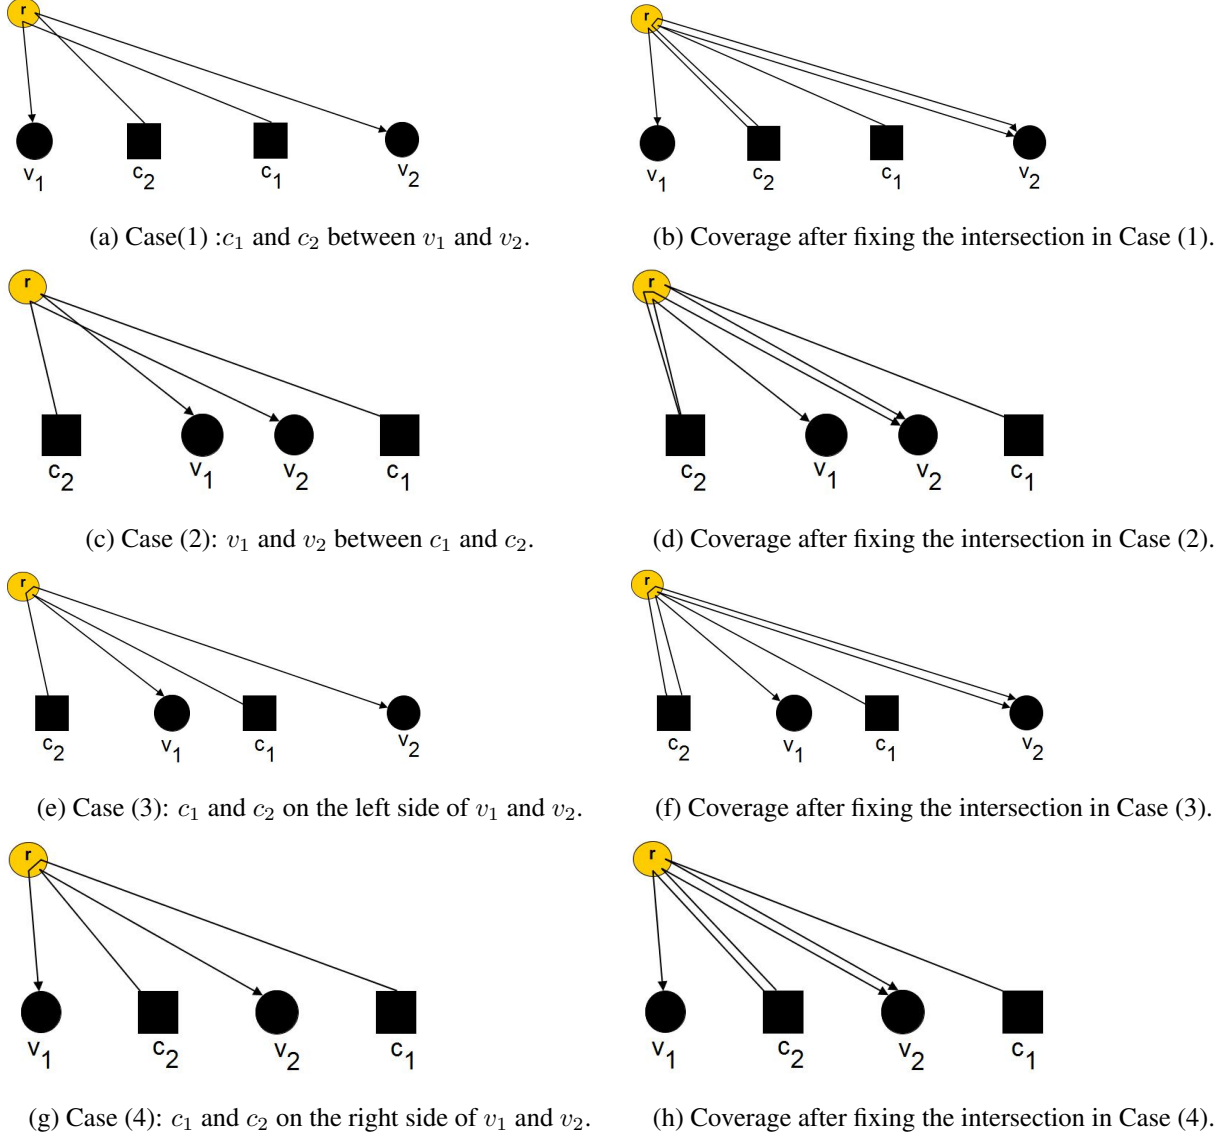 r r
v₁ c₂ c₁ v₂ v₁ c₂ c₁ v₂
(a) Case(1) :c₁ and c₂ between v₁ and v₂. (b) Coverage after fixing the intersection in Case (1).
r r
c₂ v₁ v₂ c₁ c₂ v₁ v₂ c₁
(c) Case (2): v₁ and v₂ between c₁ and c₂. (d) Coverage after fixing the intersection in Case (2).
r r
c₂ v₁ c₁ v₂ c₂ v₁ c₁ v₂
(e) Case (3): c₁ and c₂ on the left side of v₁ and v₂. (f) Coverage after fixing the intersection in Case (3).
r r
v₁ c₂ v₂ c₁ v₁ c₂ v₂ c₁
(g) Case (4): c₁ and c₂ on the right side of v₁ and v₂. (h) Coverage after fixing the intersection in Case (4).